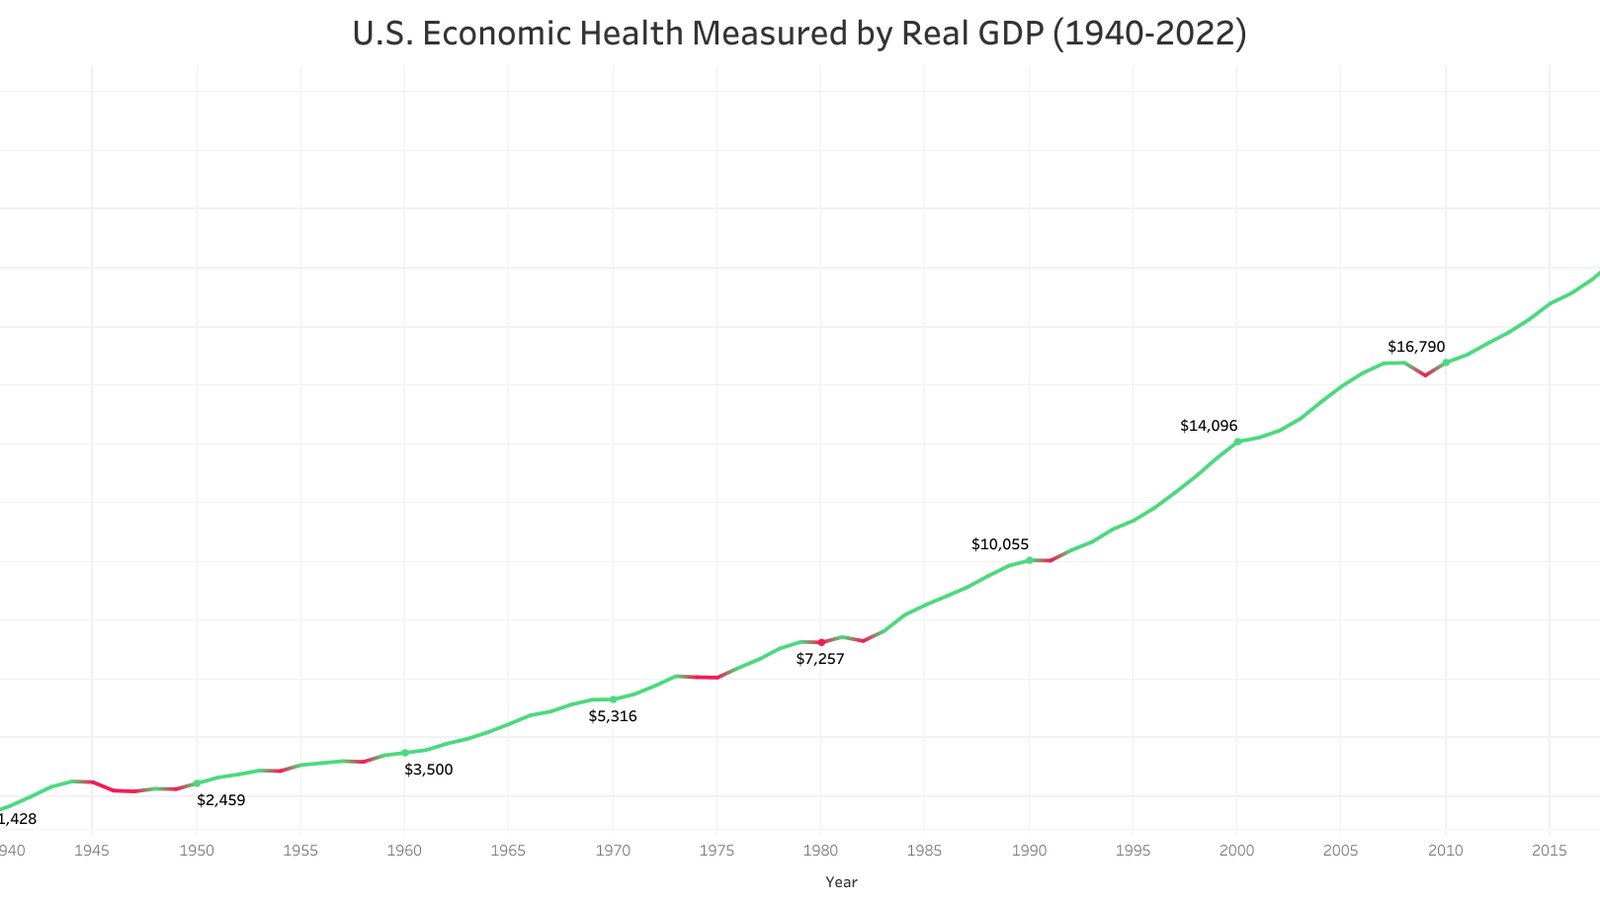 U.S. Economic Health Measured by Real GDP (1940-2022)
$16,790
$14,096
$10,055
$7,257
$5,316
$3,500
$2,459
1,428
940 1945 1950 1955 1960 1965 1970 1975 1980 1985 1990 1995 2000 2005 2010 2015
Year